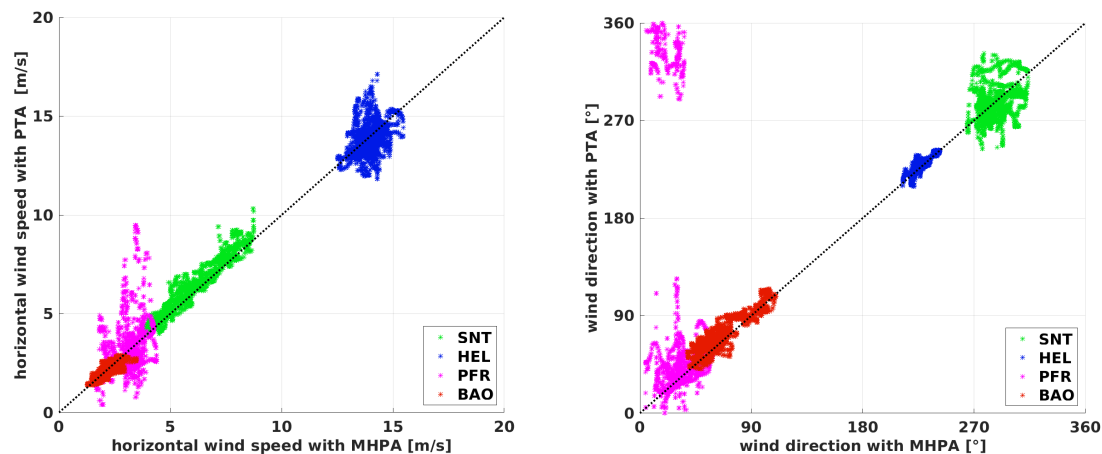 20
15
10
5
0
0
5
10
15
20
horizontal wind speed with PTA [m/s]
horizontal wind speed with MHPA [m/s]
SNT
HEL
PFR
BAO
360
270
180
90
0
0
90
180
270
360
wind direction with PTA [°]
wind direction with MHPA [°]
SNT
HEL
PFR
BAO